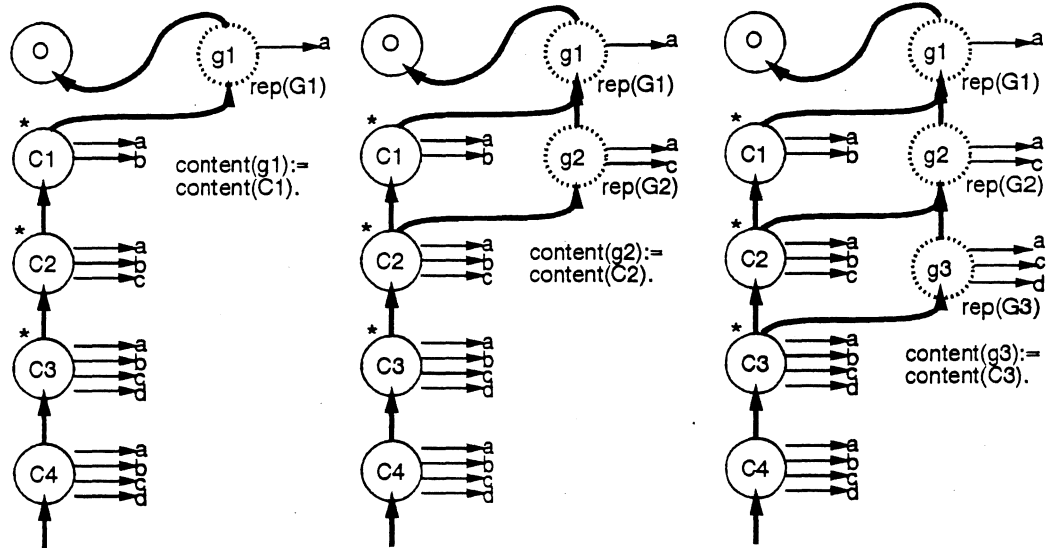 O
g1
a
rep(G1)
*
C1
a
b
content(g1):=
content(C1).
*
C2
a
b
c
*
C3
a
b
c
d
C4
a
b
c
d
O
g1
a
rep(G1)
*
C1
a
b
g2
a
c
rep(G2)
*
C2
a
b
c
content(g2):=
content(C2).
*
C3
a
b
c
d
C4
a
b
c
d
O
g1
a
rep(G1)
*
C1
a
b
g2
a
c
rep(G2)
*
C2
a
b
c
g3
a
c
d
rep(G3)
*
C3
a
b
c
d
content(g3):=
content(C3).
C4
a
b
c
d